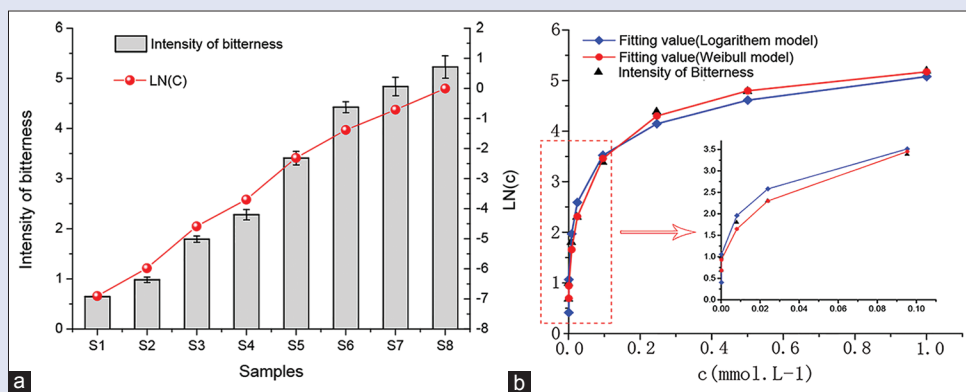 6
5
4
3
2
1
0
Intensity of bitterness
Intensity of bitterness
LN(C)
2
1
0
-1
-2
-3
-4
-5
-6
-7
-8
LN(c)
S1 S2 S3 S4 S5 S6 S7 S8
Samples
a
6
5
4
3
2
1
0
Fitting value(Logarithem model)
Fitting value(Weibull model)
Intensity of Bitterness
3.5
3.0
2.5
2.0
1.5
1.0
0.5
0.0
0.00 0.02 0.04 0.06 0.08 0.10
0.0 0.2 0.4 0.6 0.8 1.0
c(mmol.L-1)
b